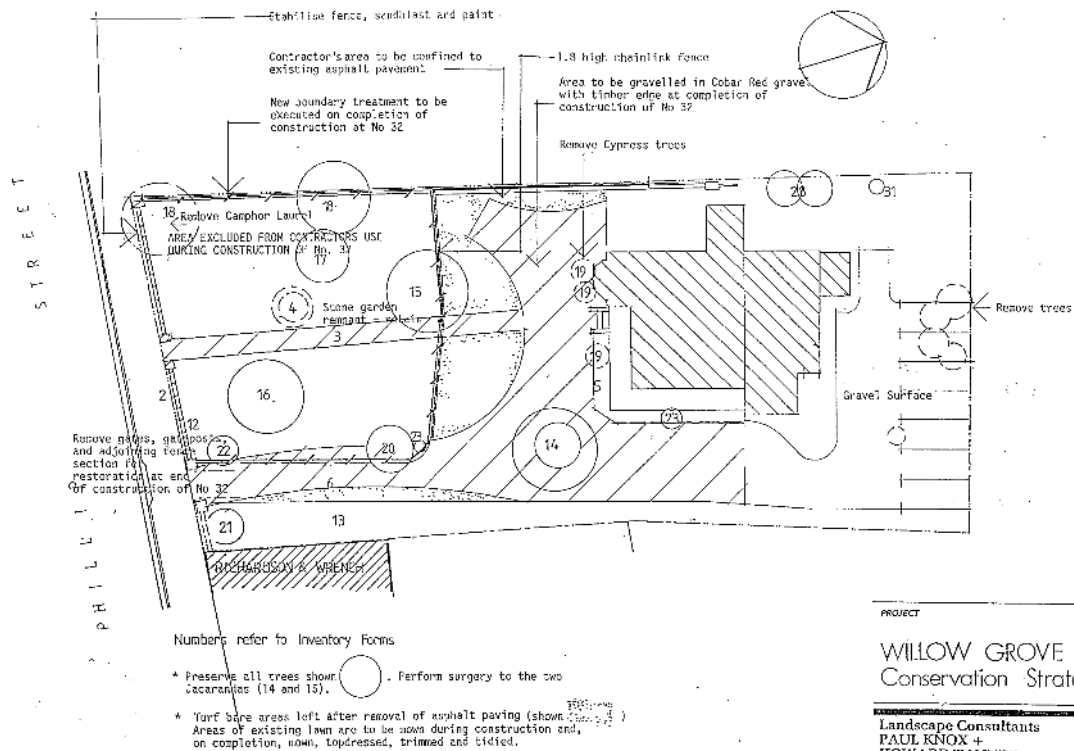 Stabilise fence, sandblast and paint
Contractor's area to be confined to
existing asphalt pavement
1.8 high chainlink fence
Area to be gravelled in Cobar Red grave
with timber edge at completion of
construction of No 32
New boundary treatment to be
executed on completion of
construction at No 32
Remove Cypress trees
STREET
18
Remove Camphor Laurel
AREA EXCLUDED FROM CONTRACTORS USE
DURING CONSTRUCTION OF No. 32
18
17
15
4
Stone garden
remnant - retain
3
19
19
19
5
20
31
Remove trees
Gravel Surface
2
12
16
Remove gates, gateposts
and adjoining fence
section for
restoration at end
of construction of No 32
22
20
23
14
23
6
21
13
RICHARDSON & WRENCH
PHILLIP
Numbers refer to Inventory Forms
* Preserve all trees shown . Perform surgery to the two
Jacarandas (14 and 15).
* Turf bare areas left after removal of asphalt paving (shown )
Areas of existing lawn are to be mown during construction and,
on completion, mown, topdressed, trimmed and tidied.
PROJECT
WILLOW GROVE
Conservation Strate
Landscape Consultants
PAUL KNOX +